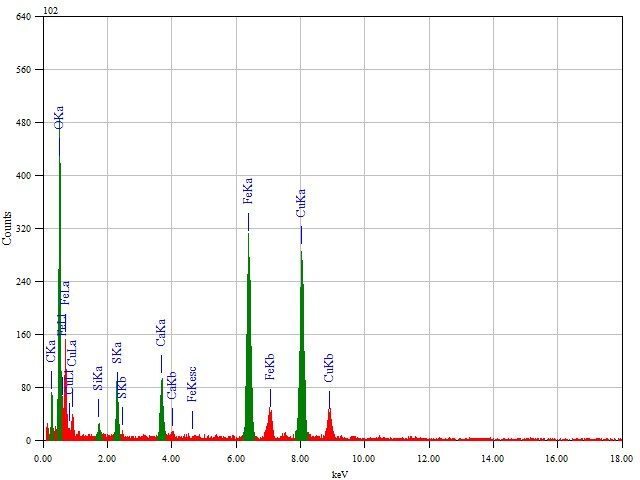 102
640
560
480
400
320
240
160
80
0
Counts
0.00 2.00 4.00 6.00 8.00 10.00 12.00 14.00 16.00 18.00
keV
CKa
OKa
FeLl
FeLa
CuLl
CuLa
SiKa
SKa
SKb
CaKa
CaKb
FeKesc
FeKa
FeKb
CuKa
CuKb